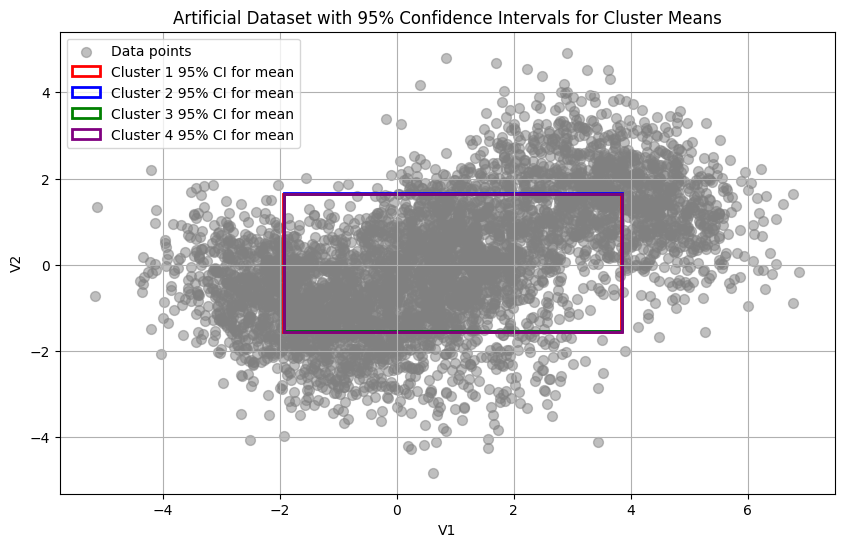 Artificial Dataset with 95% Confidence Intervals for Cluster Means
Data points
Cluster 1 95% CI for mean
Cluster 2 95% CI for mean
Cluster 3 95% CI for mean
Cluster 4 95% CI for mean
4
2
0
−2
−4
V2
−4 −2 0 2 4 6
V1